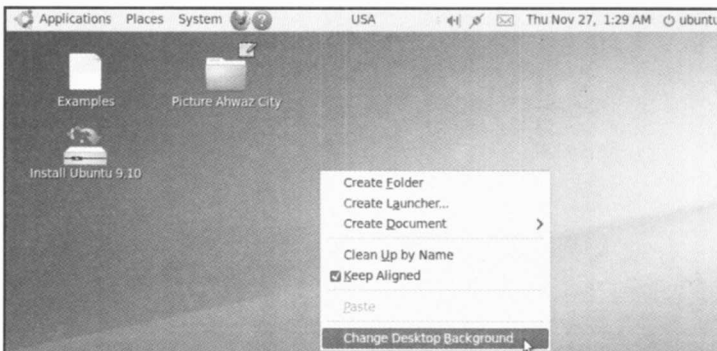 Applications Places System USA Thu Nov 27, 1:29 AM ubuntu
Examples
Picture Ahwaz City
Install Ubuntu 9.10
Create Folder
Create Launcher...
Create Document
Clean Up by Name
Keep Aligned
Paste
Change Desktop Background